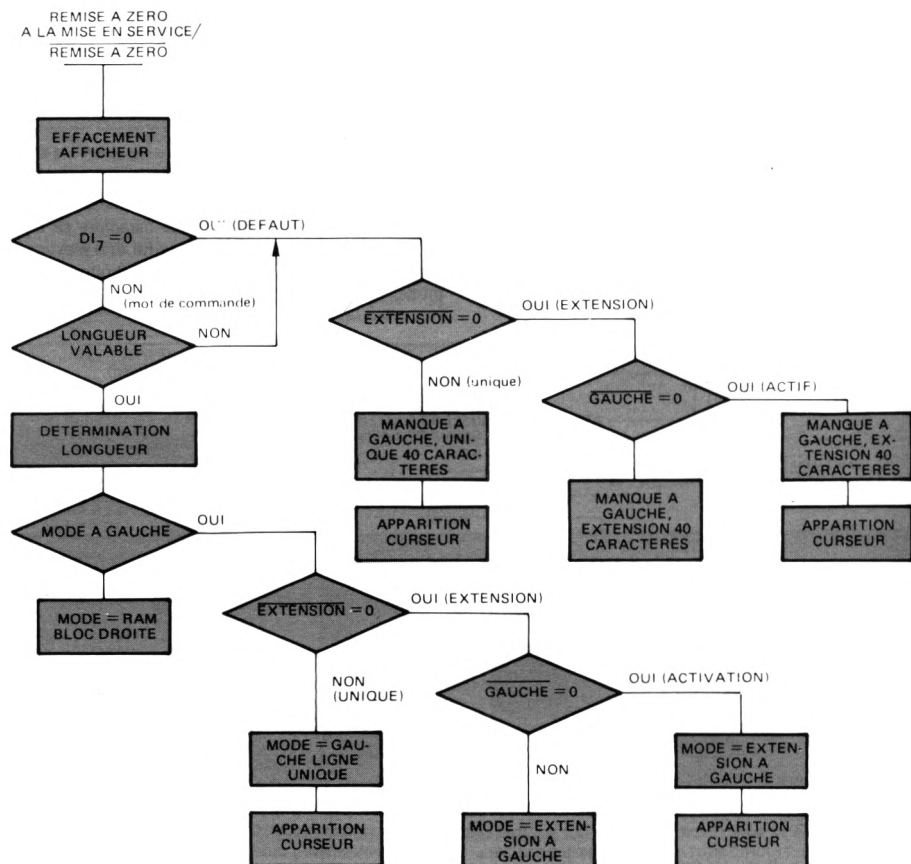 REMISE A ZERO
A LA MISE EN SERVICE/
REMISE A ZERO
EFFACEMENT
AFFICHEUR
DI7 = 0
(DEFAUT)
NON
(mot de commande)
LONGUEUR
VALABLE
NON
OUI
DETERMINATION
LONGUEUR
MODE A GAUCHE
OUI
MODE = RAM
BLOC DROITE
EXTENSION = 0
OUI (EXTENSION)
NON (unique)
MANQUE A
GAUCHE, UNI-
QUE 40 CARAC-
TERES
APPARITION
CURSEUR
GAUCHE = 0
OUI (ACTIF)
MANQUE A
GAUCHE,
EXTENSION 40
CARACTERES
MANQUE A
GAUCHE, EX-
TENSION 40
CARACTERES
APPARITION
CURSEUR
EXTENSION = 0
OUI (EXTENSION)
NON
(UNIQUE)
MODE = GAU-
CHE LIGNE
UNIQUE
APPARITION
CURSEUR
GAUCHE = 0
OUI (ACTIVATION)
NON
MODE = EXTEN-
SION A
GAUCHE
MODE = EXTEN-
SION A
GAUCHE
APPARITION
CURSEUR